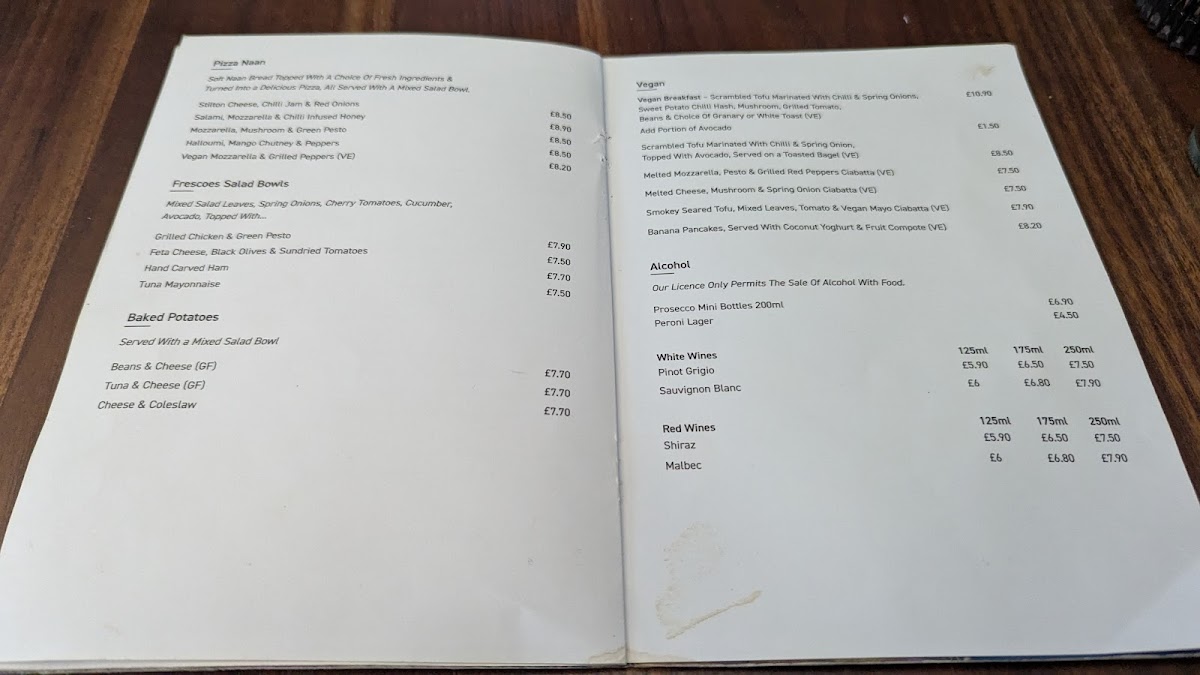 Pizza Naan
Soft Naan Bread Topped With A Choice Of Fresh Ingredients &
Turned Into a Delicious Pizza, All Served With A Mixed Salad Bowl.
Stilton Cheese, Chilli Jam & Red Onions £8.50
Salami, Mozzarella & Chilli Infused Honey £8.90
Mozzarella, Mushroom & Green Pesto £8.50
Halloumi, Mango Chutney & Peppers £8.50
Vegan Mozzarella & Grilled Peppers (VE) £8.20
Frescoes Salad Bowls
Mixed Salad Leaves, Spring Onions, Cherry Tomatoes, Cucumber,
Avocado, Topped With...
Grilled Chicken & Green Pesto £7.90
Feta Cheese, Black Olives & Sundried Tomatoes £7.50
Hand Carved Ham £7.70
Tuna Mayonnaise £7.50
Baked Potatoes
Served With a Mixed Salad Bowl
Beans & Cheese (GF) £7.70
Tuna & Cheese (GF) £7.70
Cheese & Coleslaw £7.70
Vegan
Vegan Breakfast - Scrambled Tofu Marinated With Chilli & Spring Onions, £10.90
Sweet Potato Chilli Hash, Mushroom, Grilled Tomato,
Beans & Choice Of Granary or White Toast (VE)
Add Portion of Avocado £1.50
Scrambled Tofu Marinated With Chilli & Spring Onion,
Topped With Avocado, Served on a Toasted Bagel (VE) £8.50
Melted Mozzarella, Pesto & Grilled Red Peppers Ciabatta (VE) £7.50
Melted Cheese, Mushroom & Spring Onion Ciabatta (VE) £7.50
Smokey Seared Tofu, Mixed Leaves, Tomato & Vegan Mayo Ciabatta (VE) £7.90
Banana Pancakes, Served With Coconut Yoghurt & Fruit Compote (VE) £8.20
Alcohol
Our Licence Only Permits The Sale Of Alcohol With Food.
Prosecco Mini Bottles 200ml £6.90
Peroni Lager £4.50
White Wines 125ml 175ml 250ml
Pinot Grigio £5.90 £6.50 £7.50
Sauvignon Blanc £6 £6.80 £7.90
Red Wines 125ml 175ml 250ml
Shiraz £5.90 £6.50 £7.50
Malbec £6 £6.80 £7.90